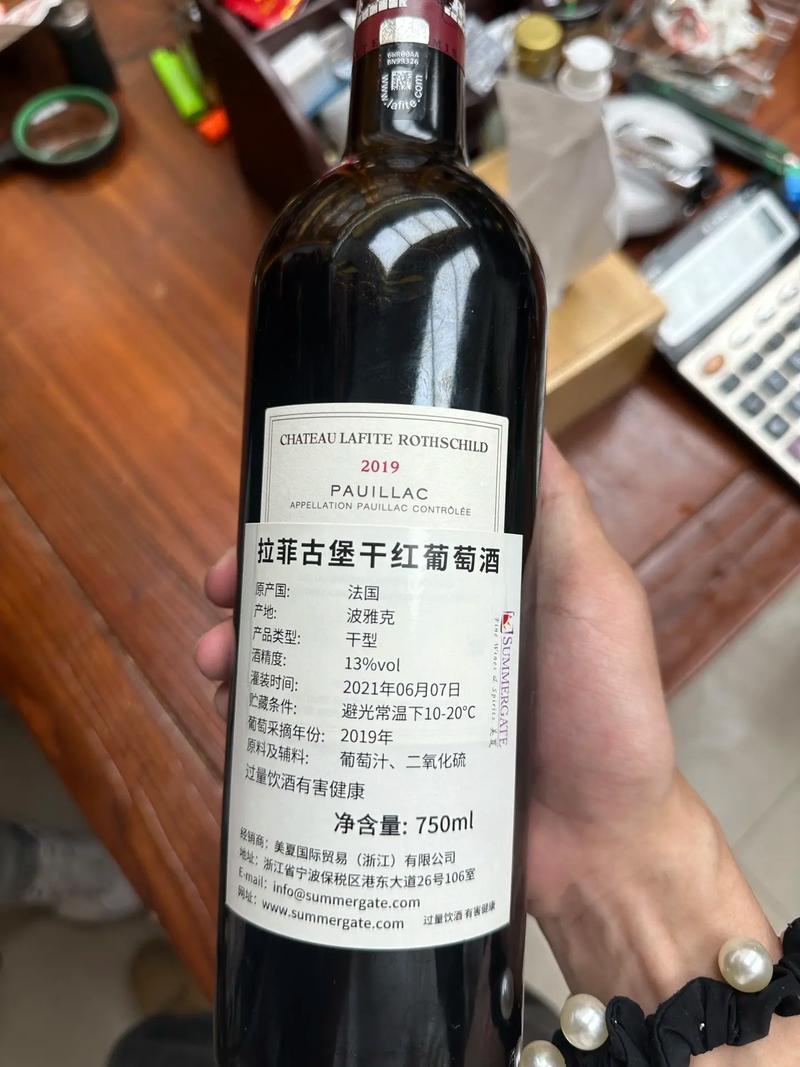 6WR00AA
BN99326
www.lafite.com
CHATEAU LAFITE ROTHSCHILD
2019
PAUILLAC
APPELLATION PAUILLAC CONTRÔLÉE
拉菲古堡干红葡萄酒
原产国: 法国
产地: 波雅克
产品类型: 干型
酒精度: 13%vol
灌装时间: 2021年06月07日
贮藏条件: 避光常温下10-20℃
葡萄采摘年份: 2019年
原料及辅料: 葡萄汁、二氧化硫
过量饮酒有害健康
净含量: 750ml
经销商: 美夏国际贸易（浙江）有限公司
地址: 浙江省宁波保税区港东大道26号106室
E-mail: info@summergate.com
网址: www.summergate.com
过量饮酒 有害健康
SUMMERGATE
Fine Wines & Spirits 美夏